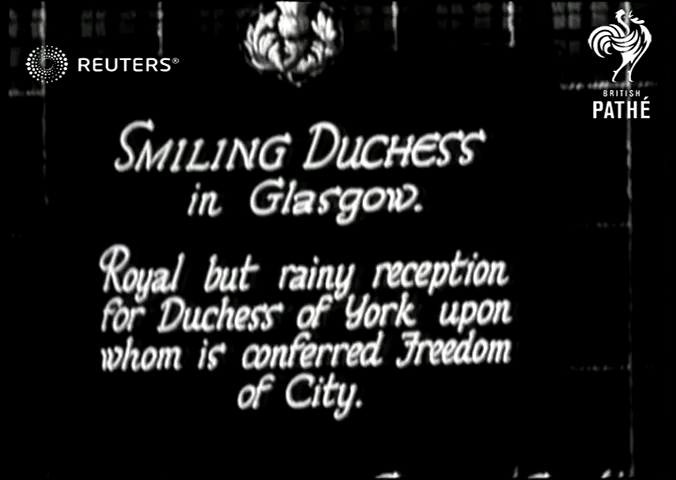 REUTERS®
BRITISH
PATHÉ
SMILING DUCHESS
in Glasgow.
Royal but rainy reception
for Duchess of York upon
whom is conferred Freedom
of City.